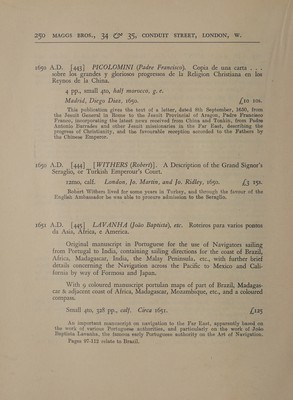 250 MAGGS BROS., 34 & 35, CONDUIT STREET, LONDON, W.
1650 A.D. [443] PICOLOMINI (Padre Francisco). Copia de una carta . . .
sobre los grandes y gloriosos progressos de la Religion Christiana en los
Reynos de la China.
4 pp., small 4to, half morocco, g. e.
Madrid, Diego Diaz, 1650. £10 10s.
This publication gives the text of a letter, dated 8th September, 1650, from
the Jesuit General in Rome to the Jesuit Provincial of Aragon, Padre Francisco
Franco, incorporating the latest news received from China and Tonkin, from Padre
Antonio Parrades and other Jesuit missionaries in the Far East, describing the
progress of Christianity, and the favourable reception accorded to the Fathers by
the Chinese Emperor.
1650 A.D. [444] [WITHERS (Robert)]. A Description of the Grand Signor's
Seraglio, or Turkish Emperour's Court.
12mo, calf. London, Jo. Martin, and Jo. Ridley, 1650. £3 15s.
Robert Withers lived for some years in Turkey, and through the favour of the
English Ambassador he was able to procure admission to the Seraglio.
1651 A.D. [445] LAVANHA (João Baptista), etc. Roteiros para varios postos
da Asia, Africa, e America.
Original manuscript in Portuguese for the use of Navigators sailing
from Portugal to India, containing sailing directions for the coast of Brazil,
Africa, Madagascar, India, the Malay Peninsula, etc., with further brief
details concerning the Navigation across the Pacific to Mexico and Cali-
fornia by way of Formosa and Japan.
With 9 coloured manuscript portulan maps of part of Brazil, Madagas-
car & adjacent coast of Africa, Madagascar, Mozambique, etc., and a coloured
compass.
Small 4to, 328 pp., calf. Circa 1651. £125
An important manuscript on navigation to the Far East, apparently based on
the work of various Portuguese authorities, and particularly on the work of João
Baptista Lavanha, the famous early Portuguese authority on the Art of Navigation.
Pages 97-112 relate to Brazil.